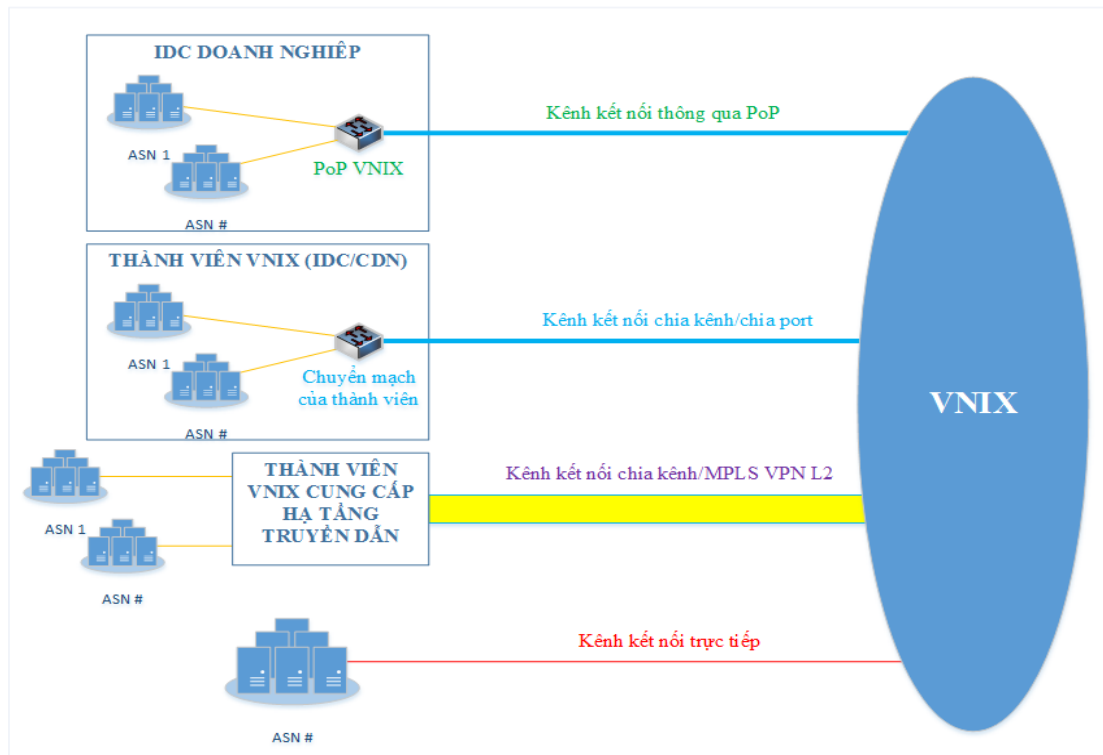 IDC DOANH NGHIỆP
ASN 1
PoP VNIX
ASN #
Kênh kết nối thông qua PoP
THÀNH VIÊN VNIX (IDC/CDN)
ASN 1
Chuyển mạch
của thành viên
ASN #
Kênh kết nối chia kênh/chia port
VNIX
THÀNH VIÊN
VNIX CUNG CẤP
HẠ TẦNG
TRUYỀN DẪN
ASN 1
ASN #
Kênh kết nối chia kênh/MPLS VPN L2
Kênh kết nối trực tiếp
ASN #